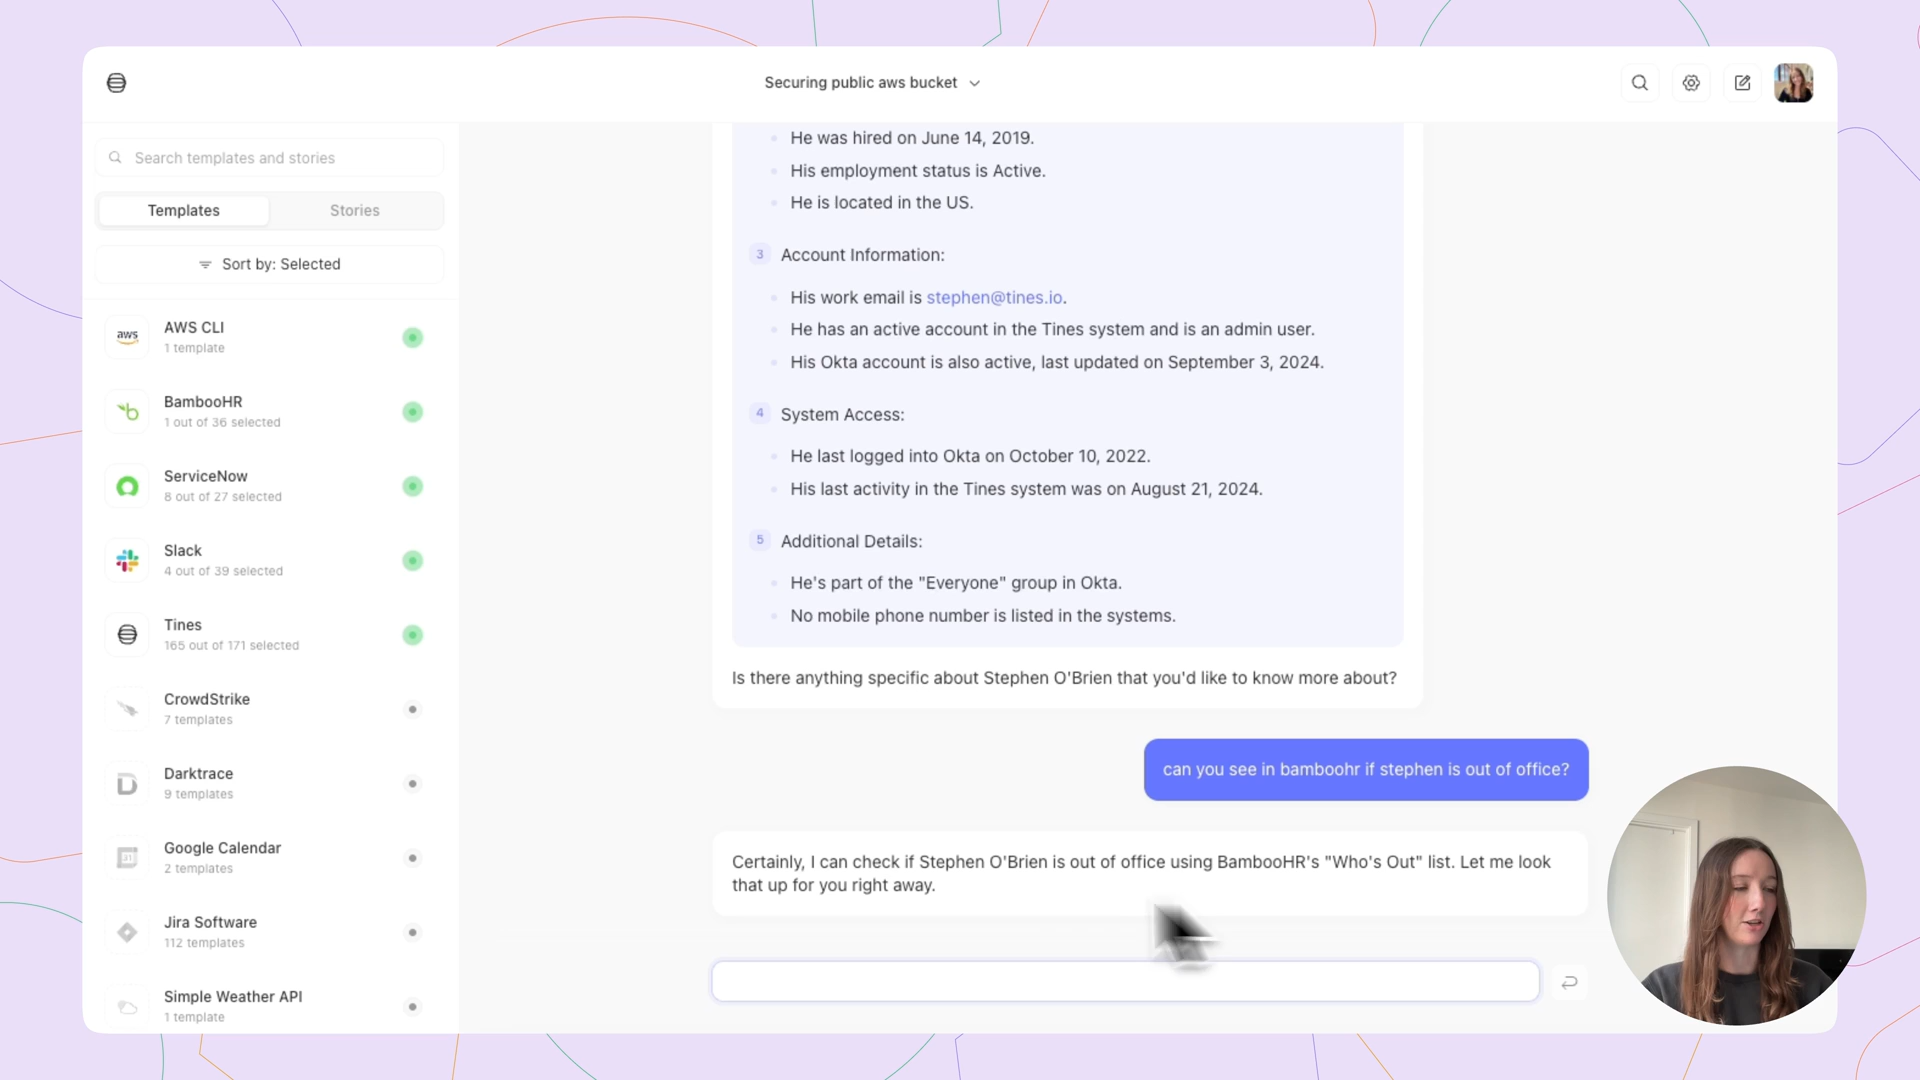 Securing public aws bucket
Search templates and stories
Templates
Stories
Sort by: Selected
aws
AWS CLI
1 template
BambooHR
1 out of 36 selected
ServiceNow
8 out of 27 selected
Slack
4 out of 39 selected
Tines
165 out of 171 selected
CrowdStrike
7 templates
Darktrace
9 templates
31
Google Calendar
2 templates
Jira Software
112 templates
Simple Weather API
1 template
He was hired on June 14, 2019.
His employment status is Active.
He is located in the US.
3 Account Information:
His work email is stephen@tines.io.
He has an active account in the Tines system and is an admin user.
His Okta account is also active, last updated on September 3, 2024.
4 System Access:
He last logged into Okta on October 10, 2022.
His last activity in the Tines system was on August 21, 2024.
5 Additional Details:
He's part of the "Everyone" group in Okta.
No mobile phone number is listed in the systems.
Is there anything specific about Stephen O'Brien that you'd like to know more about?
can you see in bamboohr if stephen is out of office?
Certainly, I can check if Stephen O'Brien is out of office using BambooHR's "Who's Out" list. Let me look
that up for you right away.